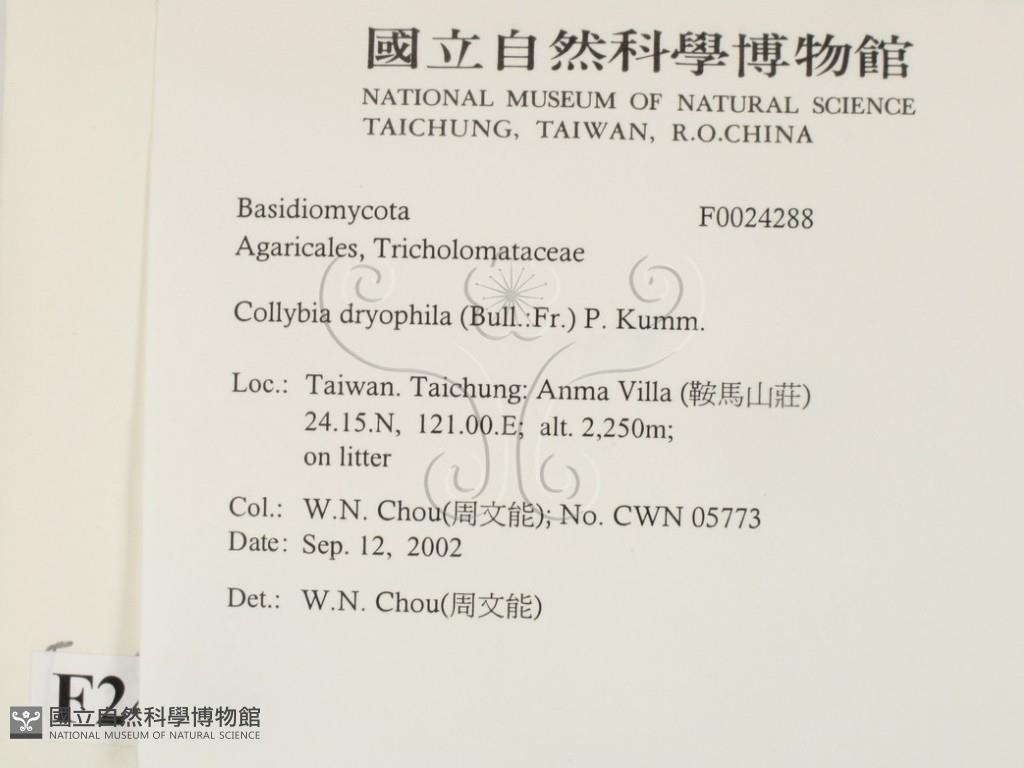 國立自然科學博物館
NATIONAL MUSEUM OF NATURAL SCIENCE
TAICHUNG, TAIWAN, R.O.CHINA
Basidiomycota F0024288
Agaricales, Tricholomataceae
Collybia dryophila (Bull.:Fr.) P. Kumm.
Loc.: Taiwan. Taichung: Anma Villa (鞍馬山莊)
24.15.N, 121.00.E; alt. 2,250m;
on litter
Col.: W.N. Chou(周文能); No. CWN 05773
Date: Sep. 12, 2002
Det.: W.N. Chou(周文能)
F2
國立自然科學博物館
NATIONAL MUSEUM OF NATURAL SCIENCE